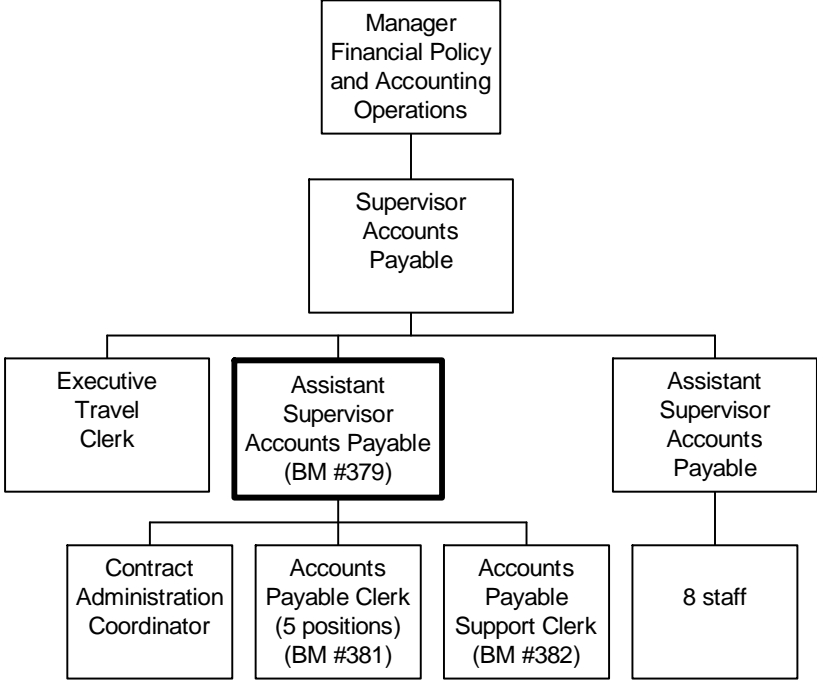 Manager
Financial Policy
and Accounting
Operations
Supervisor
Accounts
Payable
Executive
Travel
Clerk
Assistant
Supervisor
Accounts Payable
(BM #379)
Assistant
Supervisor
Accounts
Payable
Contract
Administration
Coordinator
Accounts
Payable Clerk
(5 positions)
(BM #381)
Accounts
Payable
Support Clerk
(BM #382)
8 staff